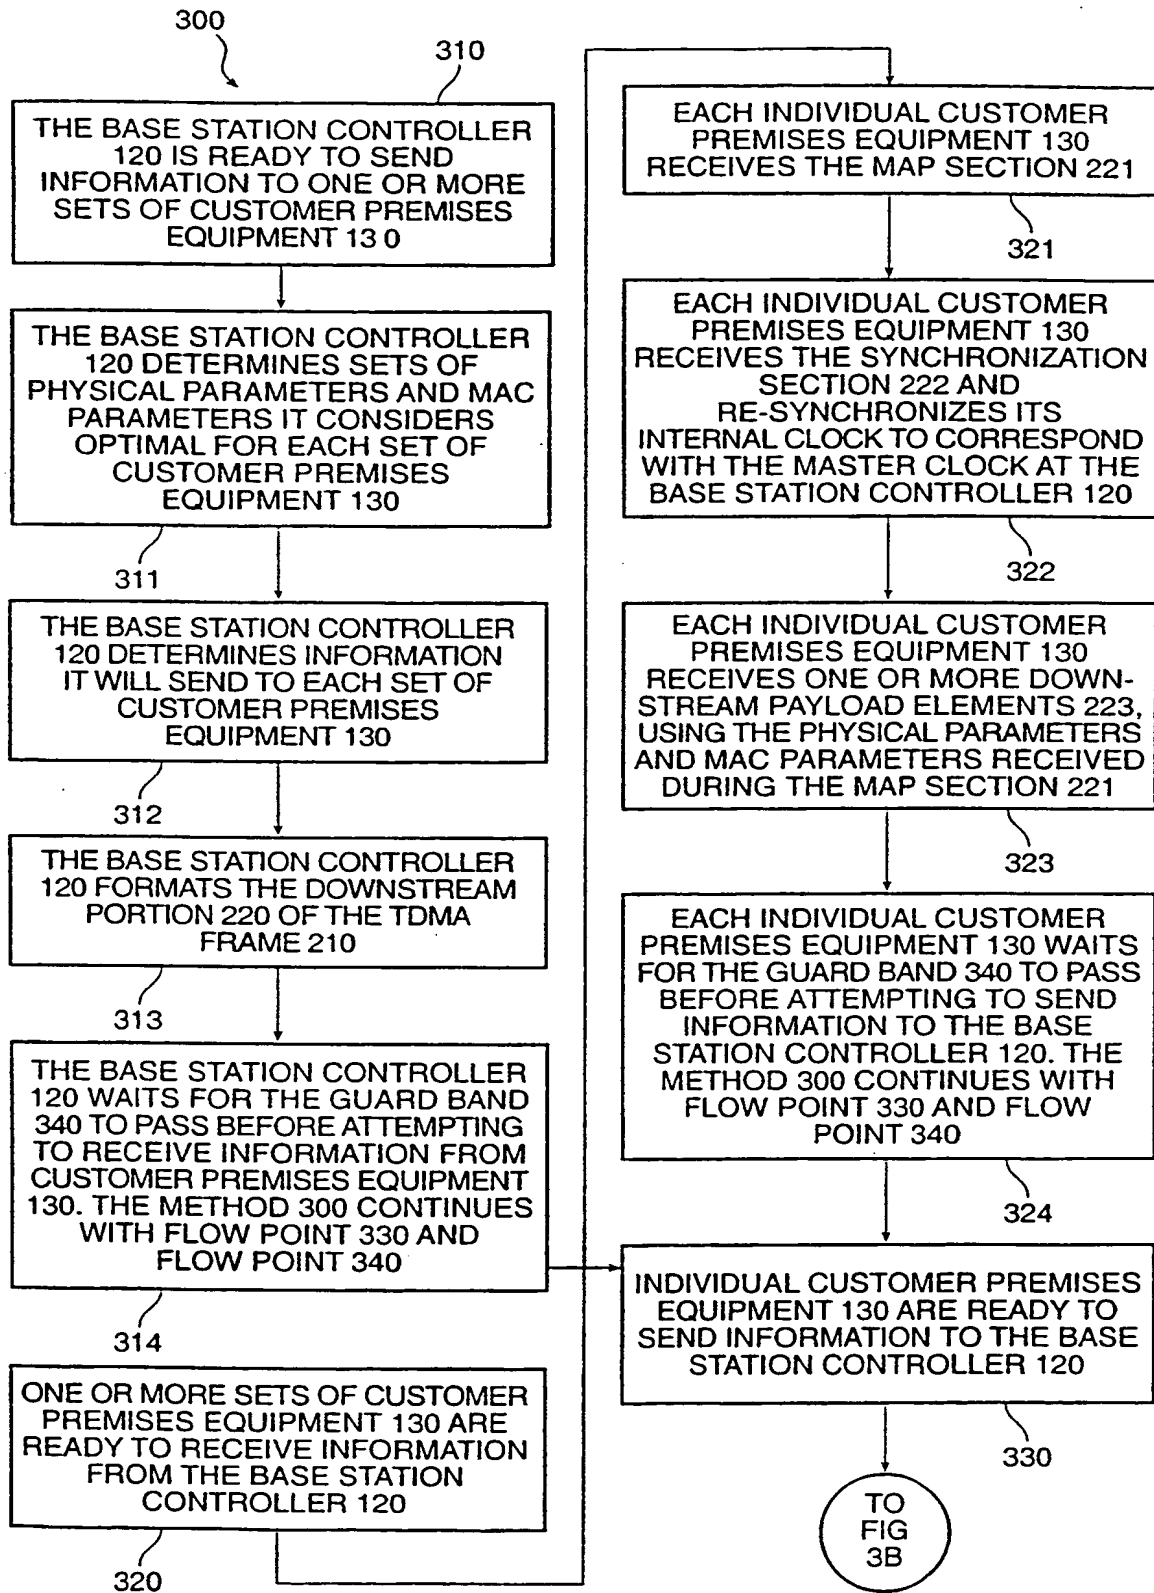 300
310
THE BASE STATION CONTROLLER
120 IS READY TO SEND
INFORMATION TO ONE OR MORE
SETS OF CUSTOMER PREMISES
EQUIPMENT 13 0
THE BASE STATION CONTROLLER
120 DETERMINES SETS OF
PHYSICAL PARAMETERS AND MAC
PARAMETERS IT CONSIDERS
OPTIMAL FOR EACH SET OF
CUSTOMER PREMISES
EQUIPMENT 130
311
THE BASE STATION CONTROLLER
120 DETERMINES INFORMATION
IT WILL SEND TO EACH SET OF
CUSTOMER PREMISES
EQUIPMENT 130
312
THE BASE STATION CONTROLLER
120 FORMATS THE DOWNSTREAM
PORTION 220 OF THE TDMA
FRAME 210
313
THE BASE STATION CONTROLLER
120 WAITS FOR THE GUARD BAND
340 TO PASS BEFORE ATTEMPTING
TO RECEIVE INFORMATION FROM
CUSTOMER PREMISES EQUIPMENT
130. THE METHOD 300 CONTINUES
WITH FLOW POINT 330 AND
FLOW POINT 340
314
ONE OR MORE SETS OF CUSTOMER
PREMISES EQUIPMENT 130 ARE
READY TO RECEIVE INFORMATION
FROM THE BASE STATION
CONTROLLER 120
320
EACH INDIVIDUAL CUSTOMER
PREMISES EQUIPMENT 130
RECEIVES THE MAP SECTION 221
321
EACH INDIVIDUAL CUSTOMER
PREMISES EQUIPMENT 130
RECEIVES THE SYNCHRONIZATION
SECTION 222 AND
RE-SYNCHRONIZES ITS
INTERNAL CLOCK TO CORRESPOND
WITH THE MASTER CLOCK AT THE
BASE STATION CONTROLLER 120
322
EACH INDIVIDUAL CUSTOMER
PREMISES EQUIPMENT 130
RECEIVES ONE OR MORE DOWN-
STREAM PAYLOAD ELEMENTS 223,
USING THE PHYSICAL PARAMETERS
AND MAC PARAMETERS RECEIVED
DURING THE MAP SECTION 221
323
EACH INDIVIDUAL CUSTOMER
PREMISES EQUIPMENT 130 WAITS
FOR THE GUARD BAND 340 TO PASS
BEFORE ATTEMPTING TO SEND
INFORMATION TO THE BASE
STATION CONTROLLER 120. THE
METHOD 300 CONTINUES WITH
FLOW POINT 330 AND FLOW
POINT 340
324
INDIVIDUAL CUSTOMER PREMISES
EQUIPMENT 130 ARE READY TO
SEND INFORMATION TO THE BASE
STATION CONTROLLER 120
330
TO
FIG
3B